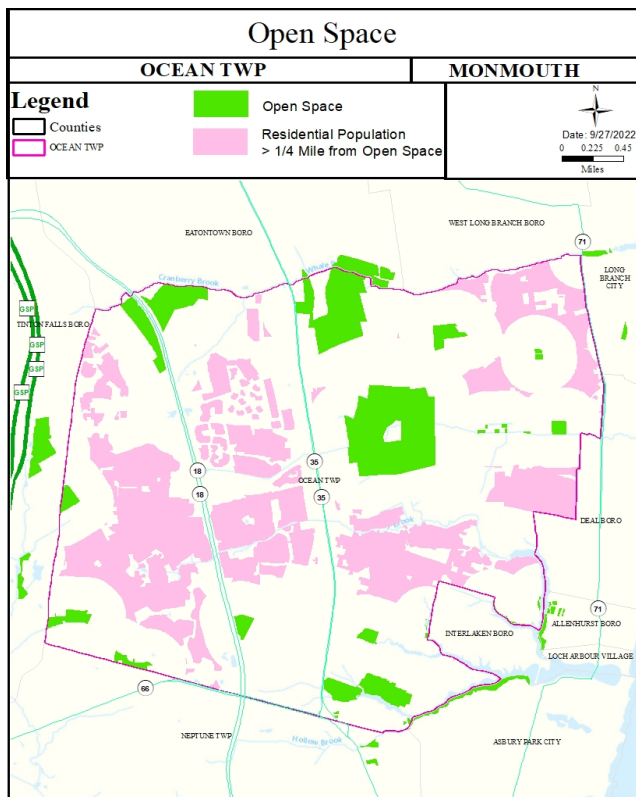 Open Space
OCEAN TWP
MONMOUTH
Legend
Counties
OCEAN TWP
Open Space
Residential Population
> 1/4 Mile from Open Space
N
Date: 9/27/2022
0 0.225 0.45
Miles
WEST LONG BRANCH BORO
EATONTOWN BORO
71
LONG
BRANCH
CITY
Whale
Cranberry Brook
GSP
TINTON FALLS BORO
GSP
GSP
GSP
35
18
OCEAN TWP
18
35
Brook
DEAL BORO
71
ALLENHURST BORO
INTERLAKEN BORO
LOCH ARBOUR VILLAGE
66
NEPTUNE TWP
Hollow Brook
ASBURY PARK CITY